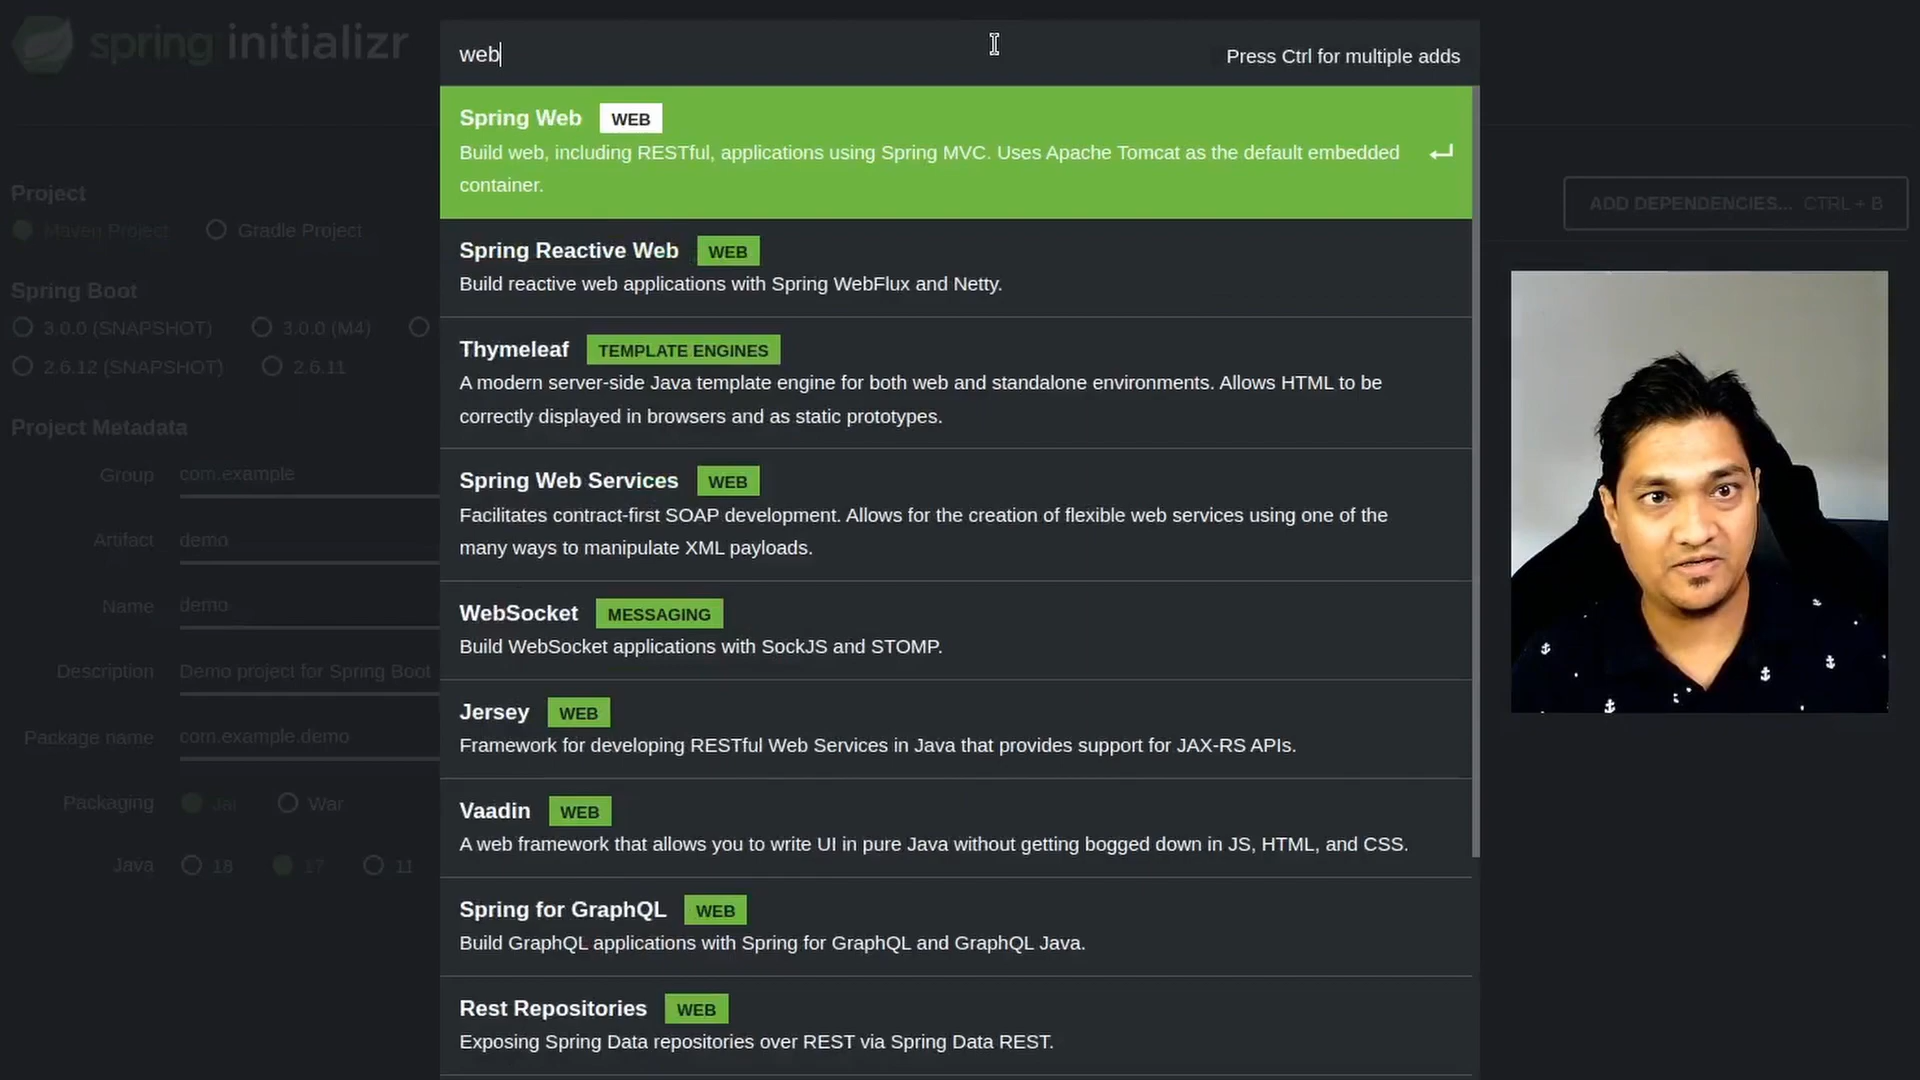 spring initializr
web
Press Ctrl for multiple adds
Spring Web WEB
Build web, including RESTful, applications using Spring MVC. Uses Apache Tomcat as the default embedded
container.
Spring Reactive Web WEB
Build reactive web applications with Spring WebFlux and Netty.
Thymeleaf TEMPLATE ENGINES
A modern server-side Java template engine for both web and standalone environments. Allows HTML to be
correctly displayed in browsers and as static prototypes.
Spring Web Services WEB
Facilitates contract-first SOAP development. Allows for the creation of flexible web services using one of the
many ways to manipulate XML payloads.
WebSocket MESSAGING
Build WebSocket applications with SockJS and STOMP.
Jersey WEB
Framework for developing RESTful Web Services in Java that provides support for JAX-RS APIs.
Vaadin WEB
A web framework that allows you to write UI in pure Java without getting bogged down in JS, HTML, and CSS.
Spring for GraphQL WEB
Build GraphQL applications with Spring for GraphQL and GraphQL Java.
Rest Repositories WEB
Exposing Spring Data repositories over REST via Spring Data REST.
Project
Maven Project Gradle Project
Spring Boot
3.0.0 (SNAPSHOT) 3.0.0 (M4)
2.6.12 (SNAPSHOT) 2.6.11
Project Metadata
Group com.example
Artifact demo
Name demo
Description Demo project for Spring Boot
Package name com.example.demo
Packaging Jar War
Java 18 17 11
ADD DEPENDENCIES... CTRL + B